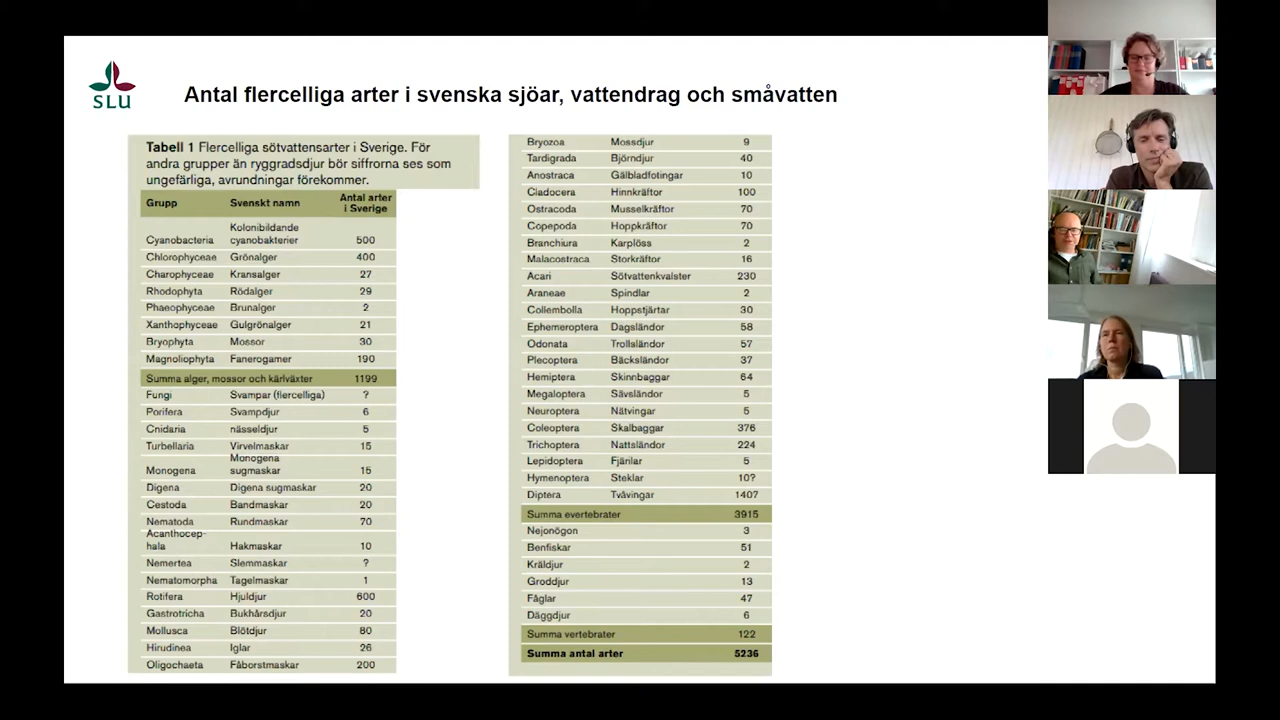 SLU
Antal flercelliga arter i svenska sjöar, vattendrag och småvatten
Tabell 1 Flercelliga sötvattensarter i Sverige. För
andra grupper än ryggradsdjur bör siffrorna ses som
ungefärliga, avrundningar förekommer.
Grupp Svenskt namn Antal arter
i Sverige
Kolonibildande
Cyanobacteria cyanobakterier 500
Chlorophyceae Grönalger 400
Charophyceae Kransalger 27
Rhodophyta Rödalger 29
Phaeophyceae Brunalger 2
Xanthophyceae Gulgrönalger 21
Bryophyta Mossor 30
Magnoliophyta Fanerogamer 190
Summa alger, mossor och kärlväxter 1199
Fungi Svampar (flercelliga) ?
Porifera Svampdjur 6
Cnidaria nässeldjur 5
Turbellaria Virvelmaskar 15
Monogena
Monogena sugmaskar 15
Digena Digena sugmaskar 20
Cestoda Bandmaskar 20
Nematoda Rundmaskar 70
Acanthocep-
hala Hakmaskar 10
Nemertea Slemmaskar ?
Nematomorpha Tagelmaskar 1
Rotifera Hjuldjur 600
Gastrotricha Bukhårsdjur 20
Mollusca Blötdjur 80
Hirudinea Iglar 26
Oligochaeta Fåborstmaskar 200
Bryozoa Mossdjur 9
Tardigrada Björndjur 40
Anostraca Gälbladfotingar 10
Cladocera Hinnkräftor 100
Ostracoda Musselkräftor 70
Copepoda Hoppkräftor 70
Branchiura Karplöss 2
Malacostraca Storkräftor 16
Acari Sötvattenkvalster 230
Araneae Spindlar 2
Collembolla Hoppstjärtar 30
Ephemeroptera Dagsländor 58
Odonata Trollsländor 57
Plecoptera Bäcksländor 37
Hemiptera Skinnbaggar 64
Megaloptera Sävsländor 5
Neuroptera Nätvingar 5
Coleoptera Skalbaggar 376
Trichoptera Nattsländor 224
Lepidoptera Fjärilar 5
Hymenoptera Steklar 10?
Diptera Tvåvingar 1407
Summa evertebrater 3915
Nejonögon 3
Benfiskar 51
Kräldjur 2
Groddjur 13
Fåglar 47
Däggdjur 6
Summa vertebrater 122
Summa antal arter 5236